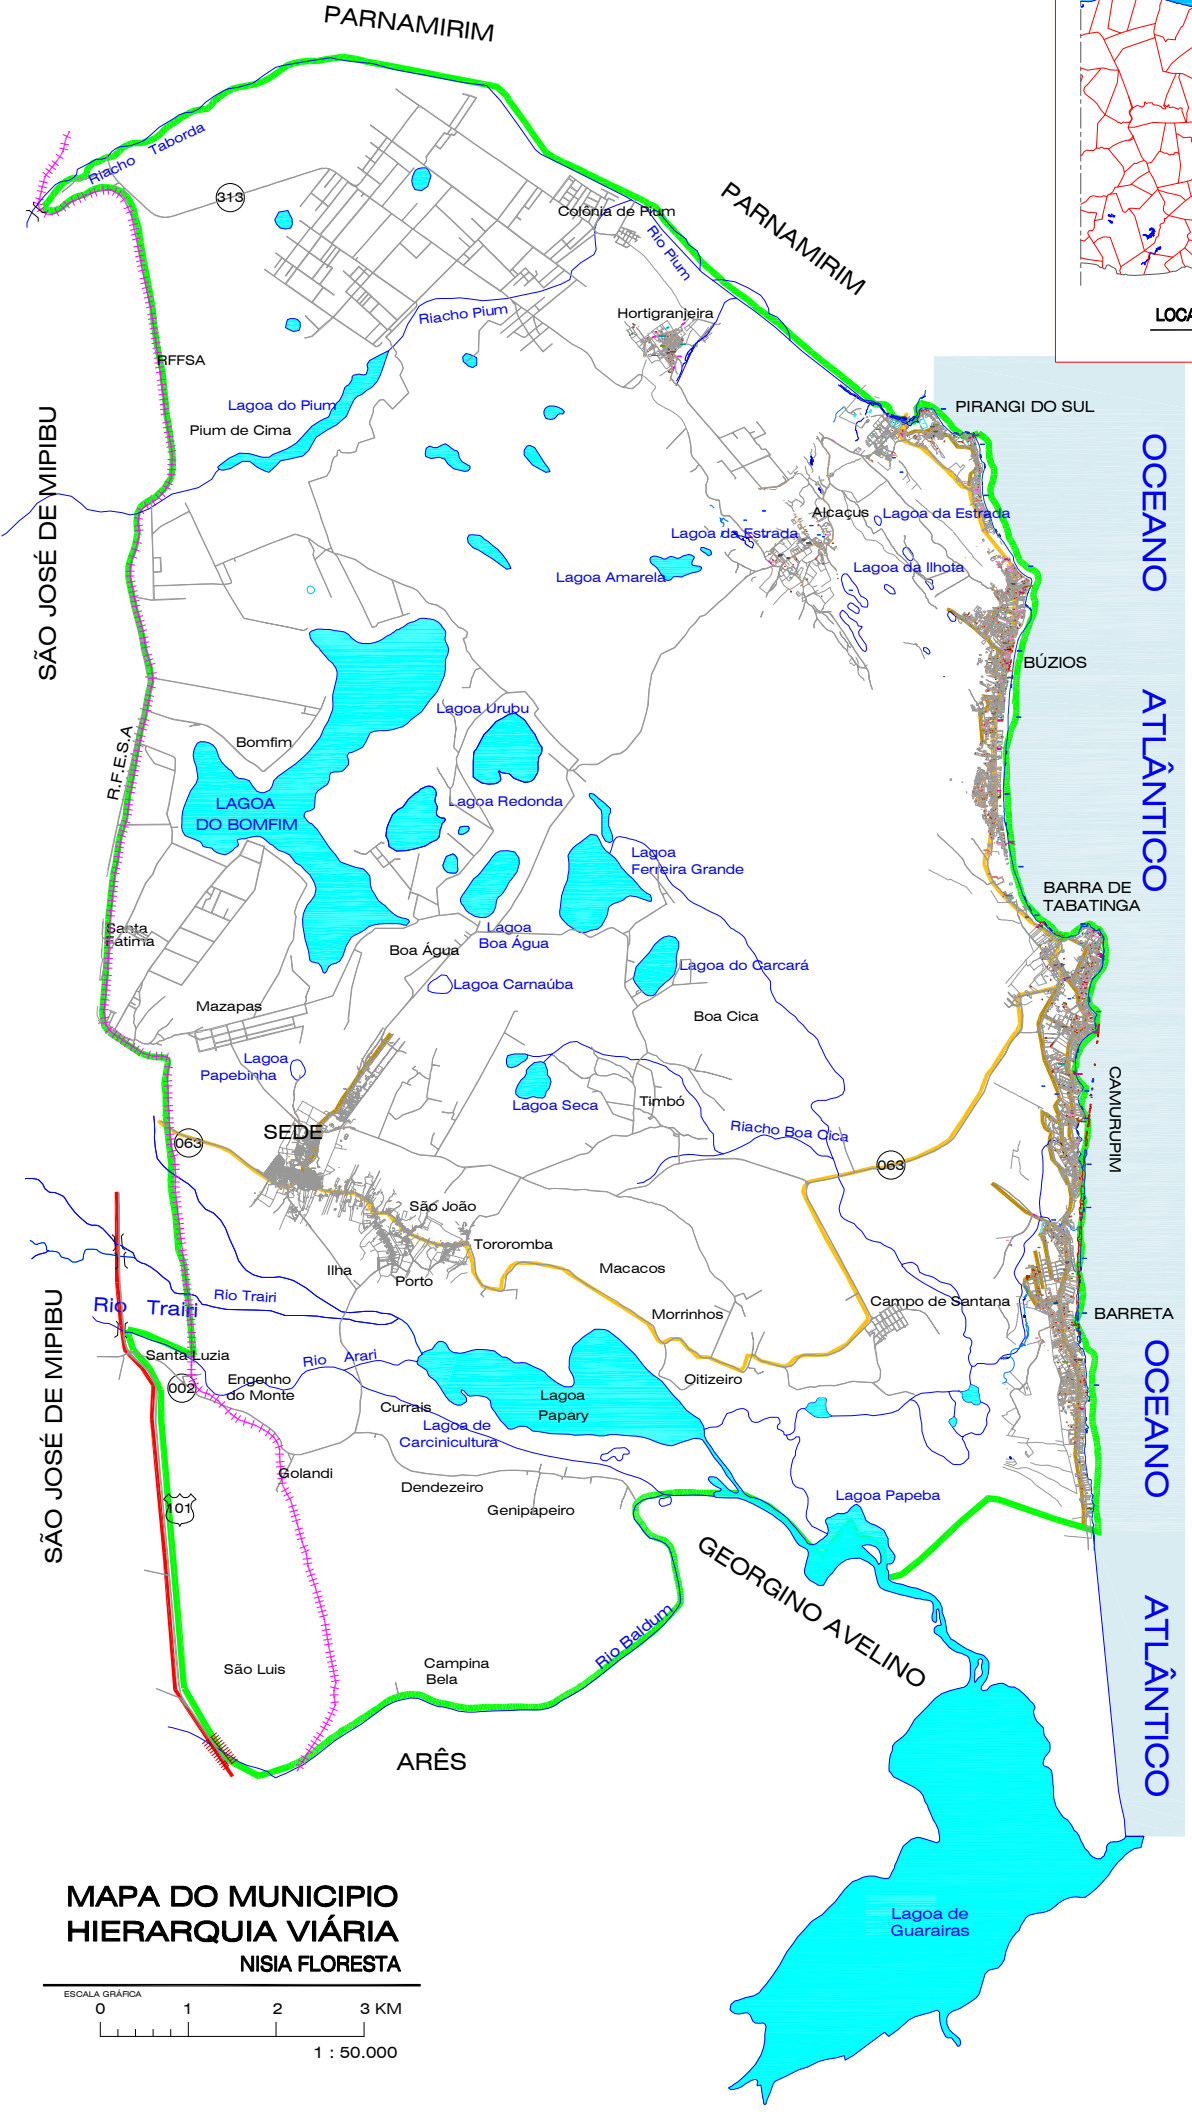 PARNAMIRIM
Riacho Taborda
313
Colônia de Pium
PARNAMIRIM
Rio Pium
Riacho Pium
Hortigranjeira
LOCA
RFFSA
Lagoa do Pium
Pium de Cima
PIRANGI DO SUL
SÃO JOSÉ DE MIPIBU
OCEANO
ATLÂNTICO
Alcaçus
Lagoa da Estrada
Lagoa da Estrada
Lagoa da Ilhota
Lagoa Amarela
BÚZIOS
Lagoa Urubu
Bomfim
R.F.E.S.A
LAGOA
DO BOMFIM
Lagoa Redonda
Lagoa
Ferreira Grande
BARRA DE
TABATINGA
Santa
Fátima
Boa Água
Lagoa
Boa Água
Lagoa do Carcará
Lagoa Carnaúba
Mazapas
Boa Cica
Lagoa
Papebinha
Lagoa Seca
Timbó
CAMURUPIM
SEDE
063
Riacho Boa Cica
063
São João
Tororomba
Ilha
Porto
Macacos
Rio Trairi
Rio Trairi
Morrinhos
Campo de Santana
BARRETA
SÃO JOSÉ DE MIPIBU
Santa Luzia
Rio Arari
002
Engenho
do Monte
Oitizeiro
OCEANO
ATLÂNTICO
Currais
Lagoa
Papary
Lagoa de
Carcinicultura
Golandi
Dendezeiro
Genipapeiro
Lagoa Papeba
101
GEORGINO AVELINO
Rio Baldum
São Luis
Campina
Bela
ARÊS
Lagoa de
Guarairas
MAPA DO MUNICIPIO
HIERARQUIA VIÁRIA
NISIA FLORESTA
ESCALA GRÁFICA
0 1 2 3 KM
1 : 50.000